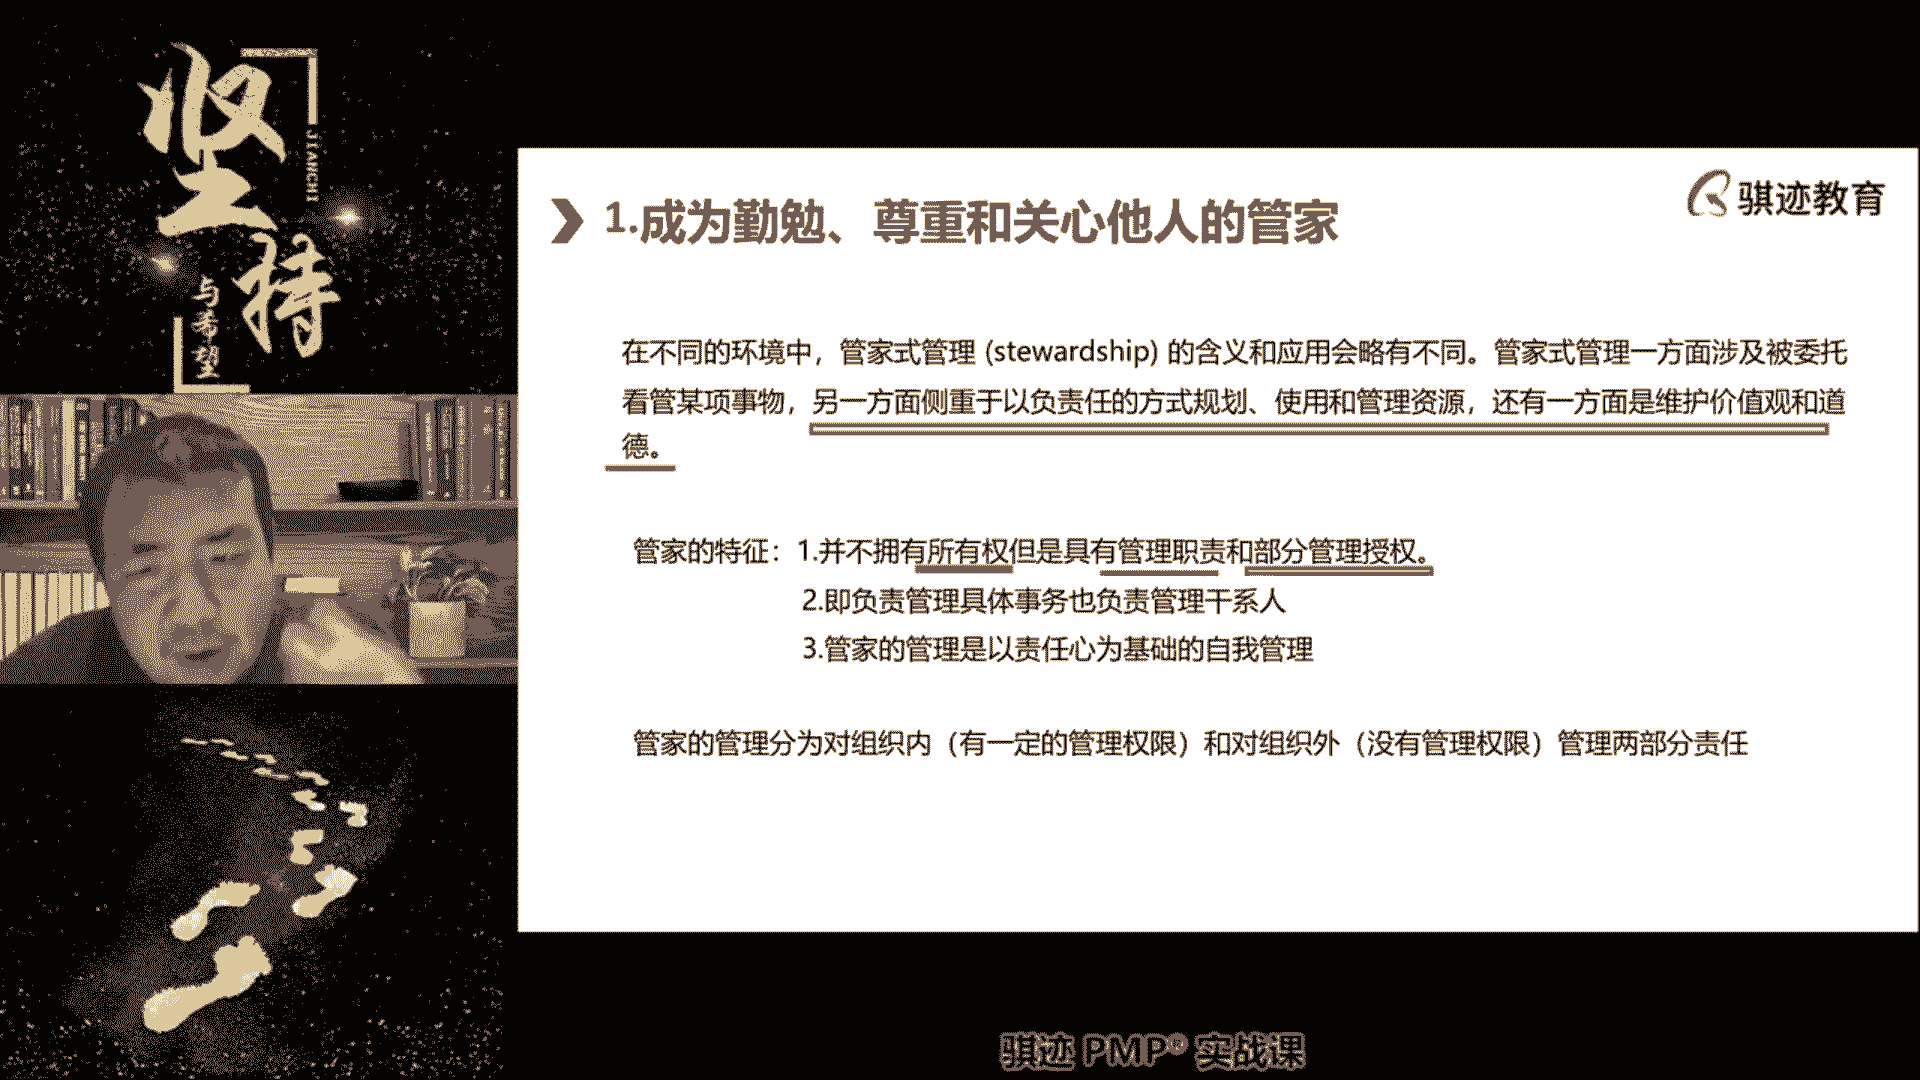 坚持
JIANCHI
与希望
骐迹教育
1.成为勤勉、尊重和关心他人的管家
在不同的环境中，管家式管理 (stewardship) 的含义和应用会略有不同。管家式管理一方面涉及被委托
看管某项事物，另一方面侧重于以负责任的方式规划、使用和管理资源，还有一方面是维护价值观和道
德。
管家的特征：1.并不拥有所有权但是具有管理职责和部分管理授权。
2.即负责管理具体事务也负责管理干系人
3.管家的管理是以责任心为基础的自我管理
管家的管理分为对组织内（有一定的管理权限）和对组织外（没有管理权限）管理两部分责任
骐迹 PMP® 实战课